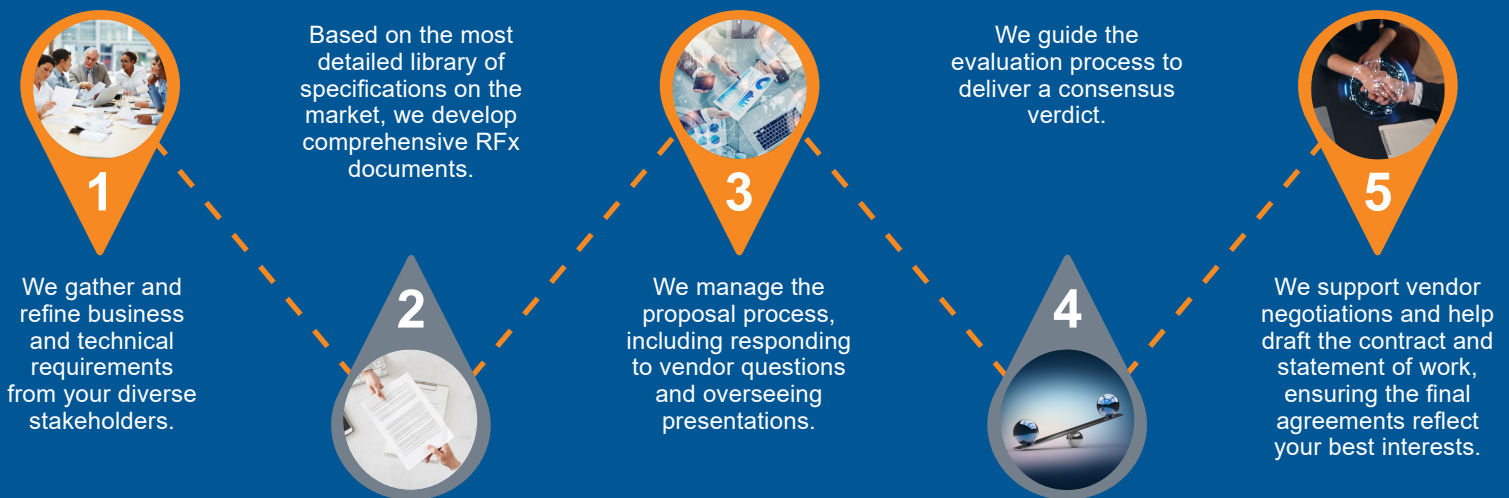 1
We gather and
refine business
and technical
requirements
from your diverse
stakeholders.
Based on the most
detailed library of
specifications on the
market, we develop
comprehensive RFx
documents.
2
3
We manage the
proposal process,
including responding
to vendor questions
and overseeing
presentations.
We guide the
evaluation process to
deliver a consensus
verdict.
4
5
We support vendor
negotiations and help
draft the contract and
statement of work,
ensuring the final
agreements reflect
your best interests.